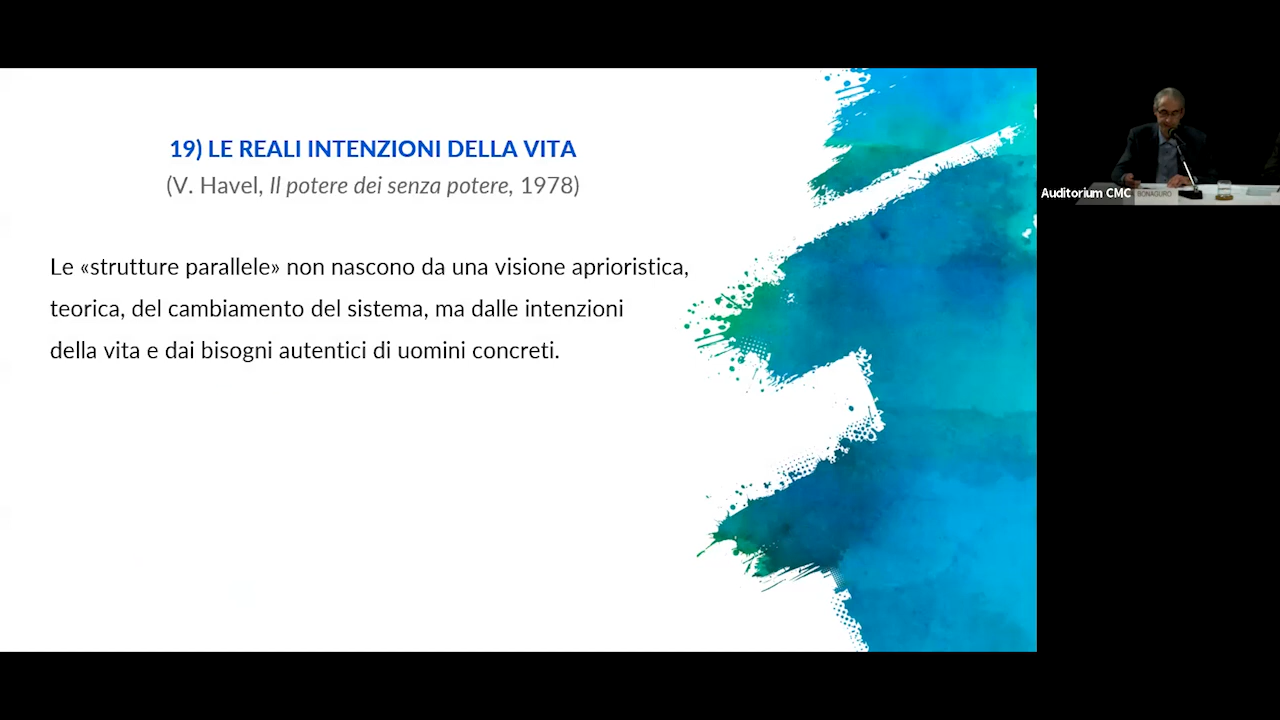 19) LE REALI INTENZIONI DELLA VITA
(V. Havel, Il potere dei senza potere, 1978)
Le «strutture parallele» non nascono da una visione aprioristica,
teorica, del cambiamento del sistema, ma dalle intenzioni
della vita e dai bisogni autentici di uomini concreti.
Auditorium CMC
BONAGURO